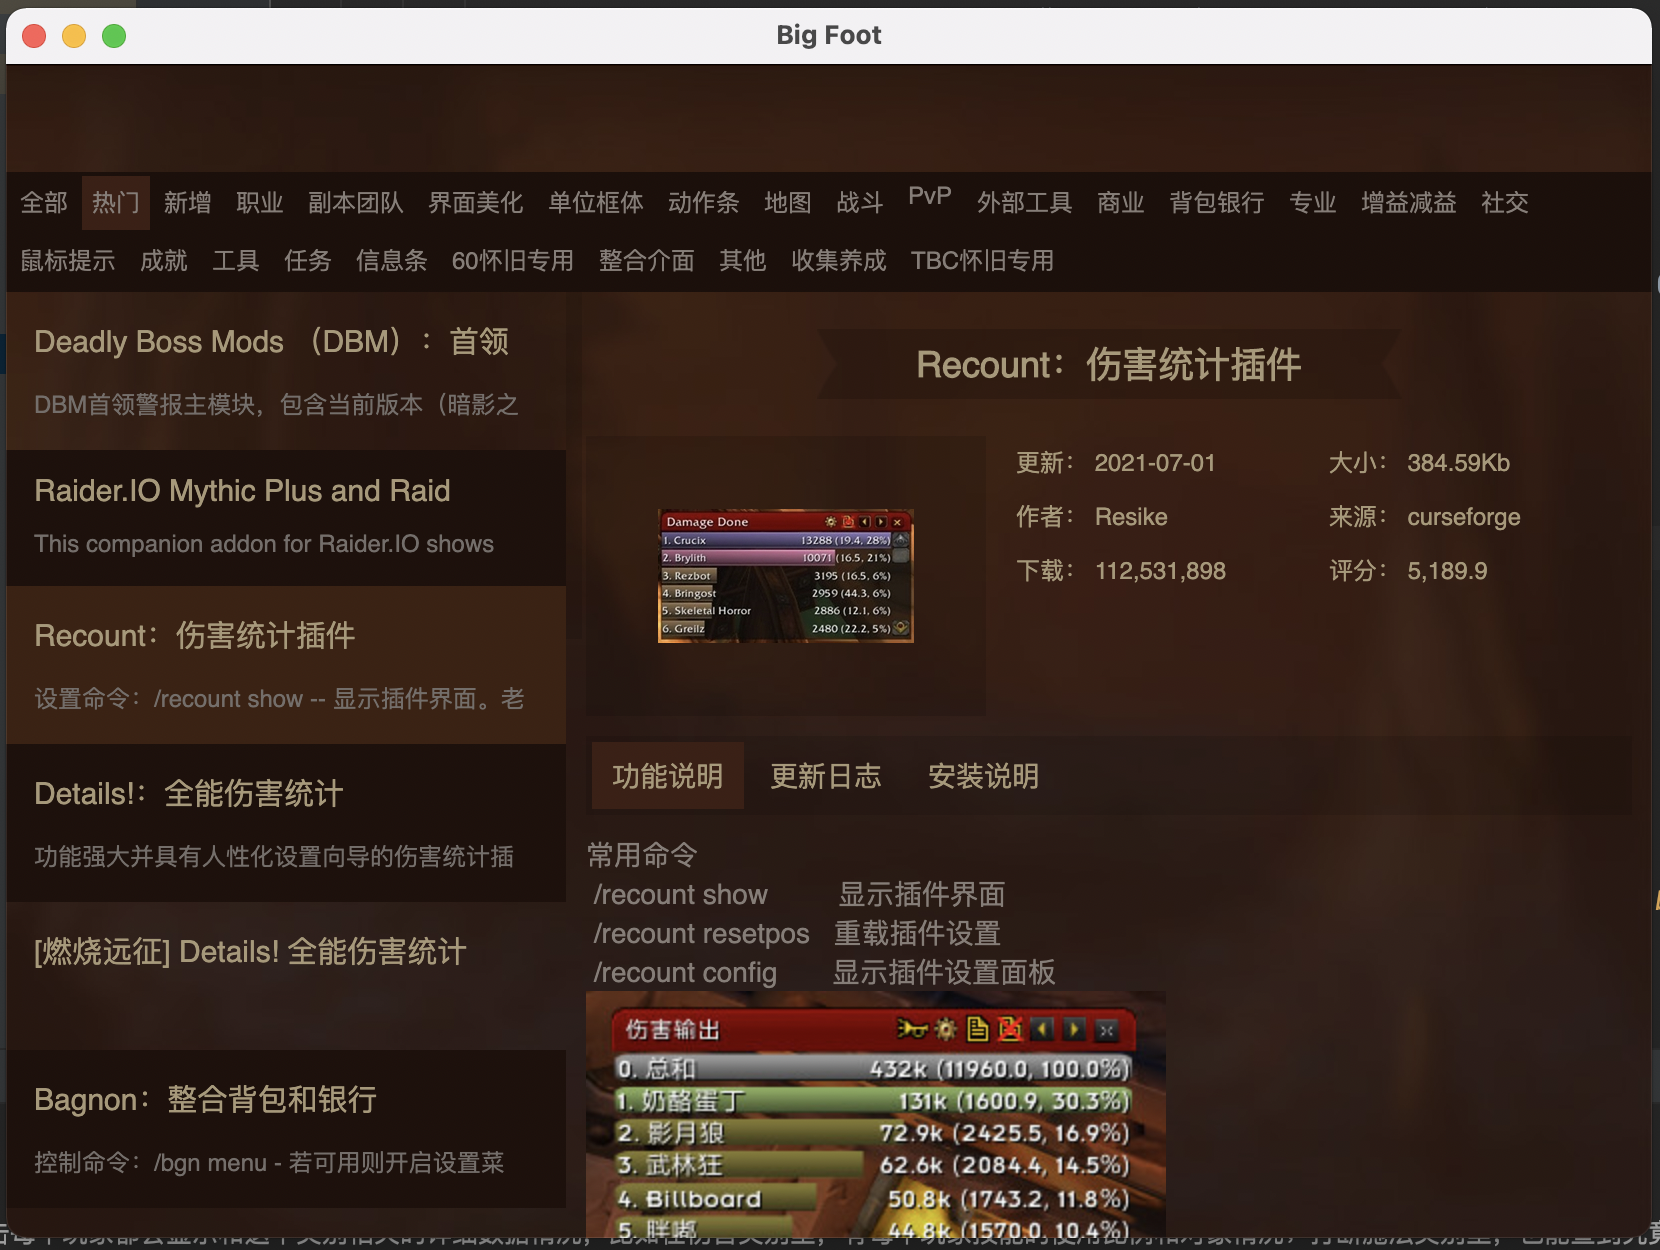 Big Foot
全部 热门 新增 职业 副本团队 界面美化 单位框体 动作条 地图 战斗 PvP 外部工具 商业 背包银行 专业 增益减益 社交
鼠标提示 成就 工具 任务 信息条 60怀旧专用 整合介面 其他 收集养成 TBC怀旧专用
Deadly Boss Mods （DBM）：首领
DBM首领警报主模块，包含当前版本（暗影之
Raider.IO Mythic Plus and Raid
This companion addon for Raider.IO shows
Recount：伤害统计插件
设置命令：/recount show -- 显示插件界面。老
Details!：全能伤害统计
功能强大并具有人性化设置向导的伤害统计插
[燃烧远征] Details! 全能伤害统计
Bagnon：整合背包和银行
控制命令：/bgn menu - 若可用则开启设置菜
Recount：伤害统计插件
Damage Done
1. Crucix 13288 (19.4, 28%)
2. Brylith 10071 (16.5, 21%)
3. Rezbot 3195 (16.5, 6%)
4. Bringost 2959 (44.3, 6%)
5. Skeletal Horror 2886 (12.1, 6%)
6. Greilz 2480 (22.2, 5%)
更新： 2021-07-01 大小： 384.59Kb
作者： Resike 来源： curseforge
下载： 112,531,898 评分： 5,189.9
功能说明 更新日志 安装说明
常用命令
/recount show 显示插件界面
/recount resetpos 重载插件设置
/recount config 显示插件设置面板
伤害输出
0. 总和 432k (11960.0, 100.0%)
1. 奶酪蛋丁 131k (1600.9, 30.3%)
2. 影月狼 72.9k (2425.5, 16.9%)
3. 武林狂 62.6k (2084.4, 14.5%)
4. Billboard 50.8k (1743.2, 11.8%)
5. 胖嘟 44.8k (1570.0, 10.4%)